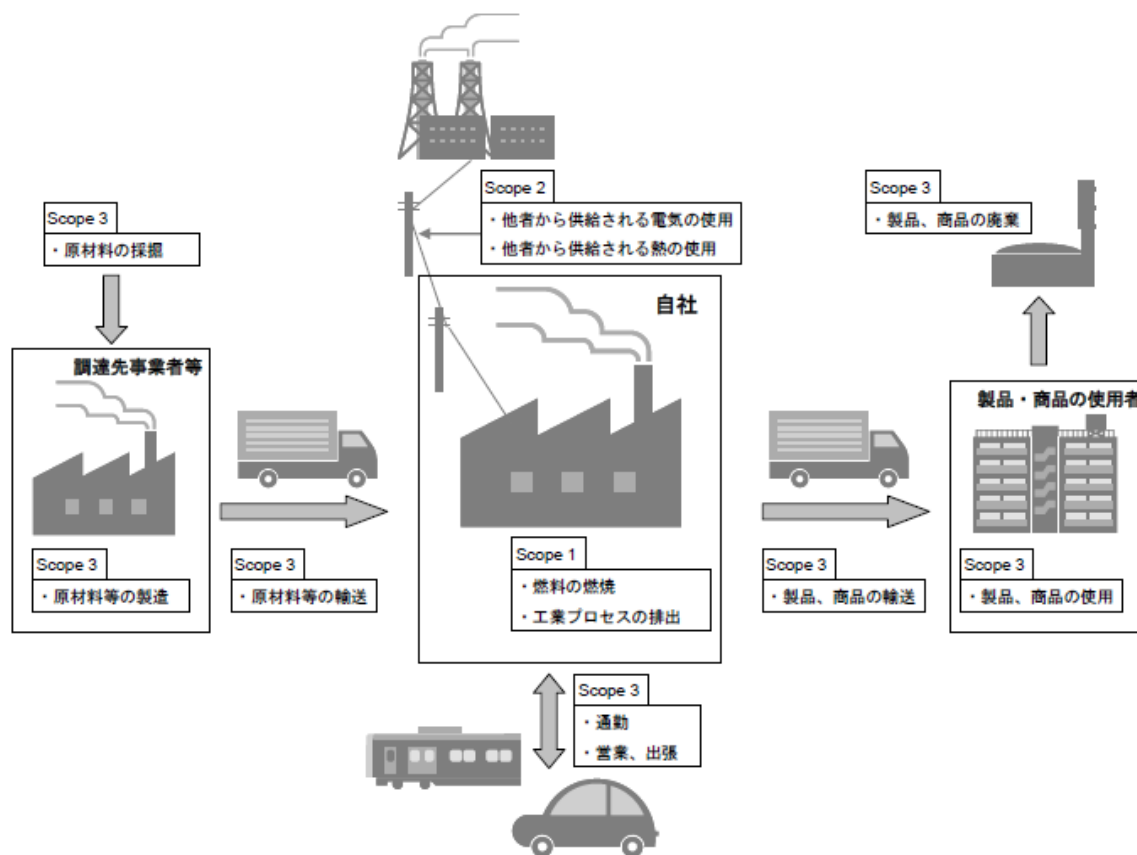 Scope 2
・他者から供給される電気の使用
・他者から供給される熱の使用
Scope 3
・製品、商品の廃棄
Scope 3
・原材料の採掘
自社
調達先事業者等
製品・商品の使用者
Scope 3
・原材料等の製造
Scope 3
・原材料等の輸送
Scope 1
・燃料の燃焼
・工業プロセスの排出
Scope 3
・製品、商品の輸送
Scope 3
・製品、商品の使用
Scope 3
・通勤
・営業、出張